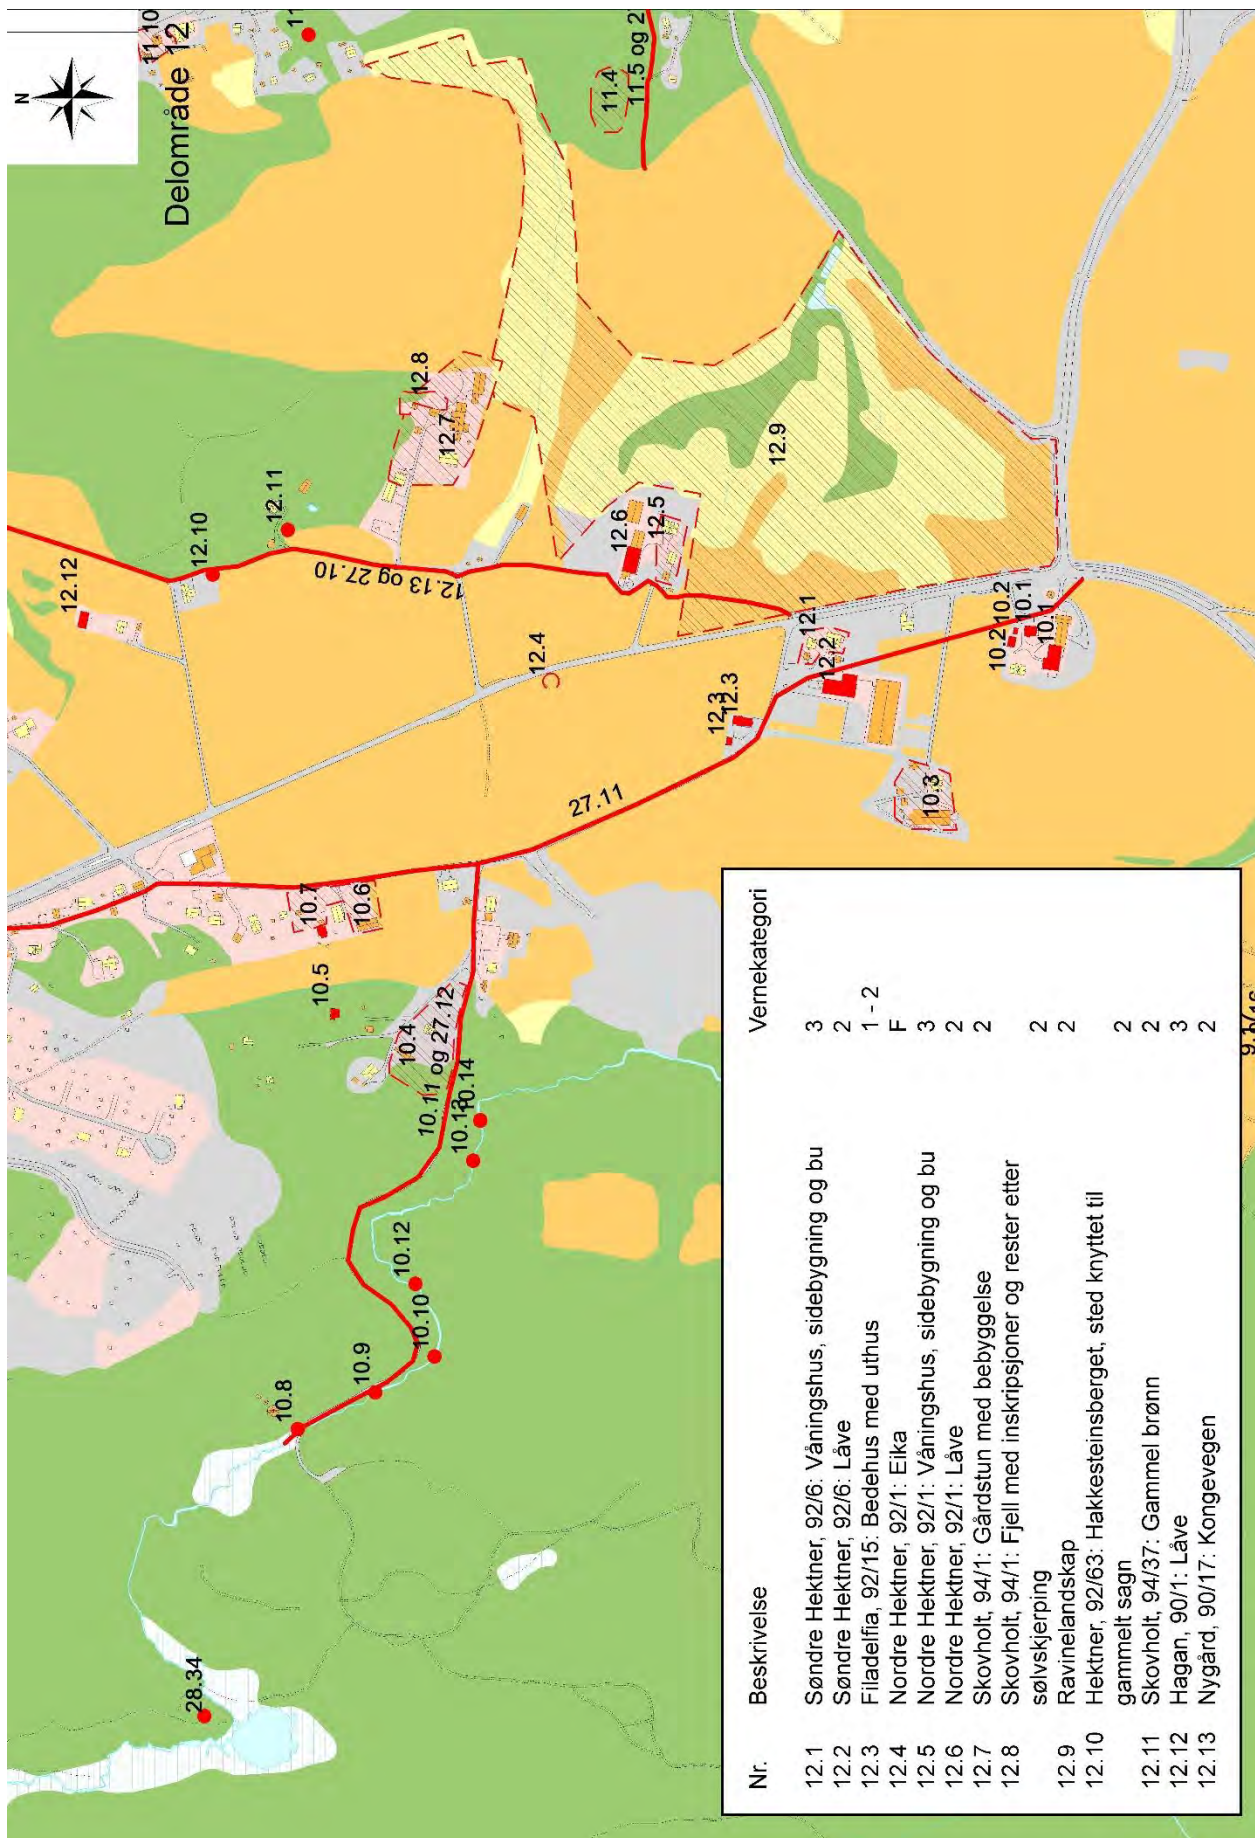 N
Delområde 12
11.10
11
11.4
11.5 og 2
12.12
12.10
12.11
12.8
12.7
12.13 og 27.10
12.4
12.6
12.5
12.9
12.1
12.2
12.3
12.3
10.2
10.2
10.1
10.1
10.3
27.11
10.7
10.6
10.5
10.4
10.11 og 27.12
10.14
10.13
10.12
10.10
10.9
10.8
28.34
Nr. Beskrivelse Vernekategori
12.1 Søndre Hektner, 92/6: Våningshus, sidebygning og bu 3
12.2 Søndre Hektner, 92/6: Låve 2
12.3 Filadelfia, 92/15: Bedehus med uthus 1 - 2
12.4 Nordre Hektner, 92/1: Eika F
12.5 Nordre Hektner, 92/1: Våningshus, sidebygning og bu 3
12.6 Nordre Hektner, 92/1: Låve 2
12.7 Skovholt, 94/1: Gårdstun med bebyggelse 2
12.8 Skovholt, 94/1: Fjell med inskripsjoner og rester etter
sølvskjerping 2
12.9 Ravinelandskap 2
12.10 Hektner, 92/63: Hakkesteinsberget, sted knyttet til
gammelt sagn 2
12.11 Skovholt, 94/37: Gammel brønn 2
12.12 Hagan, 90/1: Låve 3
12.13 Nygård, 90/17: Kongevegen 2